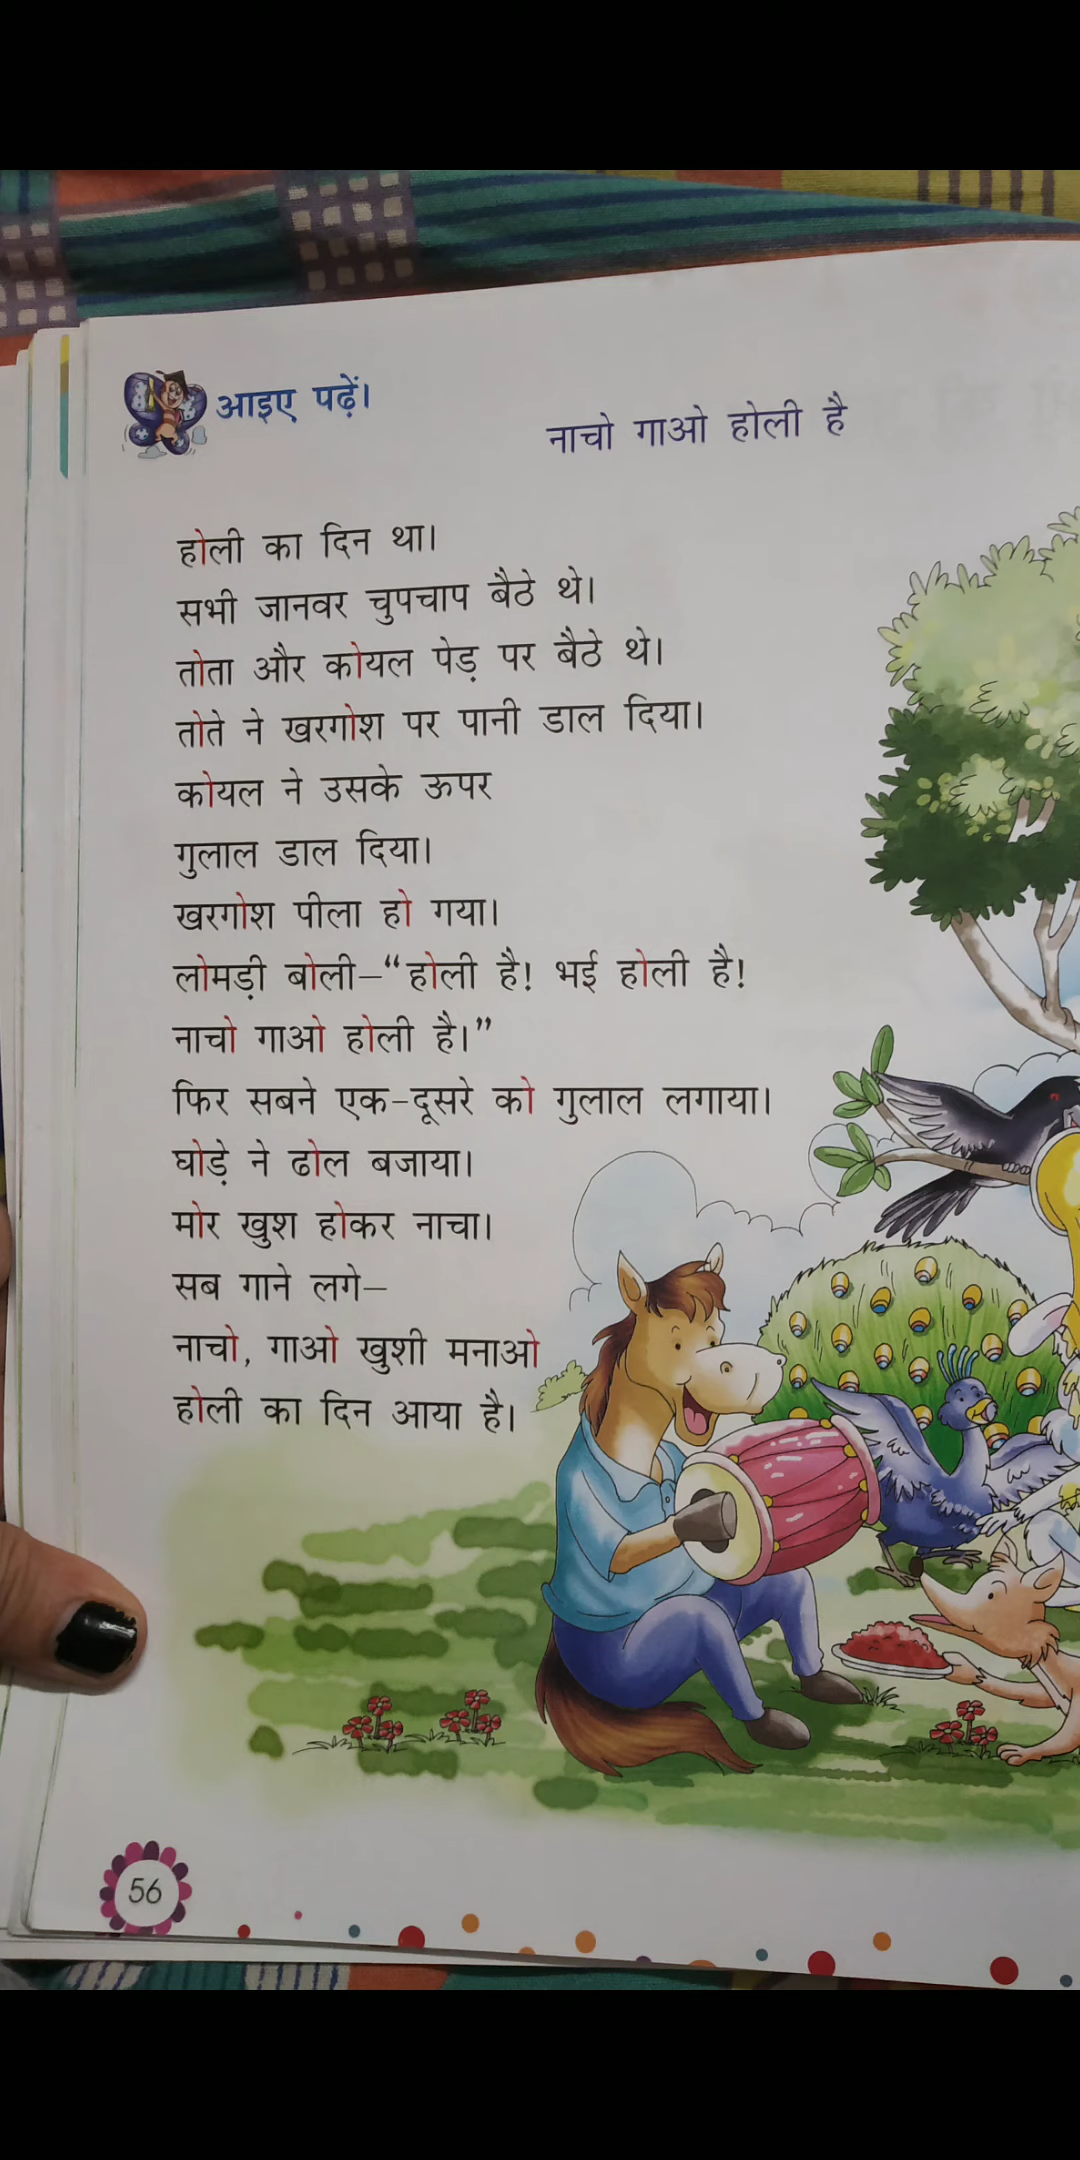 आइए पढ़ें।
नाचो गाओ होली है
होली का दिन था।
सभी जानवर चुपचाप बैठे थे।
तोता और कोयल पेड़ पर बैठे थे।
तोते ने खरगोश पर पानी डाल दिया।
कोयल ने उसके ऊपर
गुलाल डाल दिया।
खरगोश पीला हो गया।
लोमड़ी बोली–“होली है! भई होली है!
नाचो गाओ होली है।”
फिर सबने एक-दूसरे को गुलाल लगाया।
घोड़े ने ढोल बजाया।
मोर खुश होकर नाचा।
सब गाने लगे–
नाचो, गाओ खुशी मनाओ
होली का दिन आया है।
56